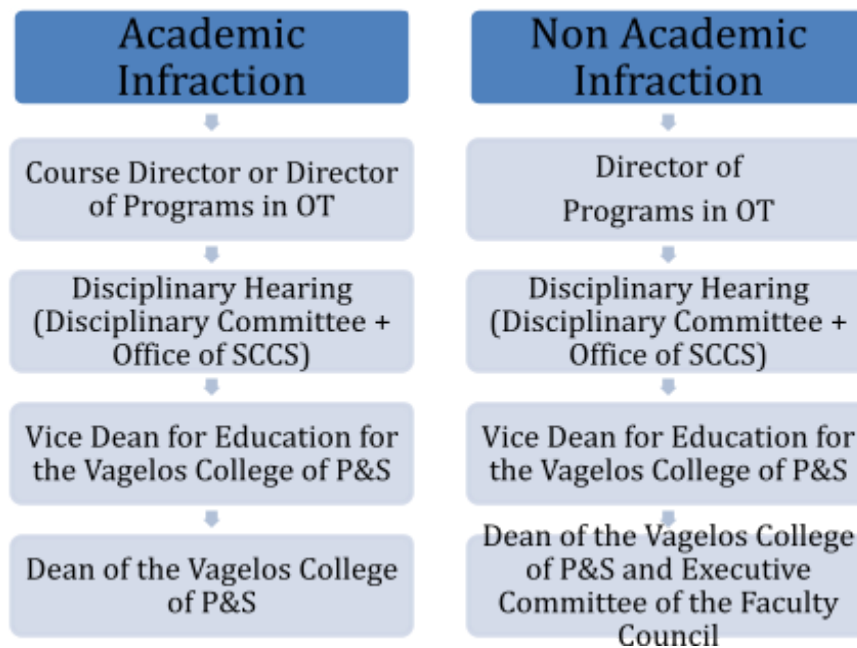 Academic
Infraction
Course Director or Director
of Programs in OT
Disciplinary Hearing
(Disciplinary Committee +
Office of SCCS)
Vice Dean for Education for
the Vagelos College of P&S
Dean of the Vagelos College
of P&S
Non Academic
Infraction
Director of
Programs in OT
Disciplinary Hearing
(Disciplinary Committee +
Office of SCCS)
Vice Dean for Education for
the Vagelos College of P&S
Dean of the Vagelos College
of P&S and Executive
Committee of the Faculty
Council